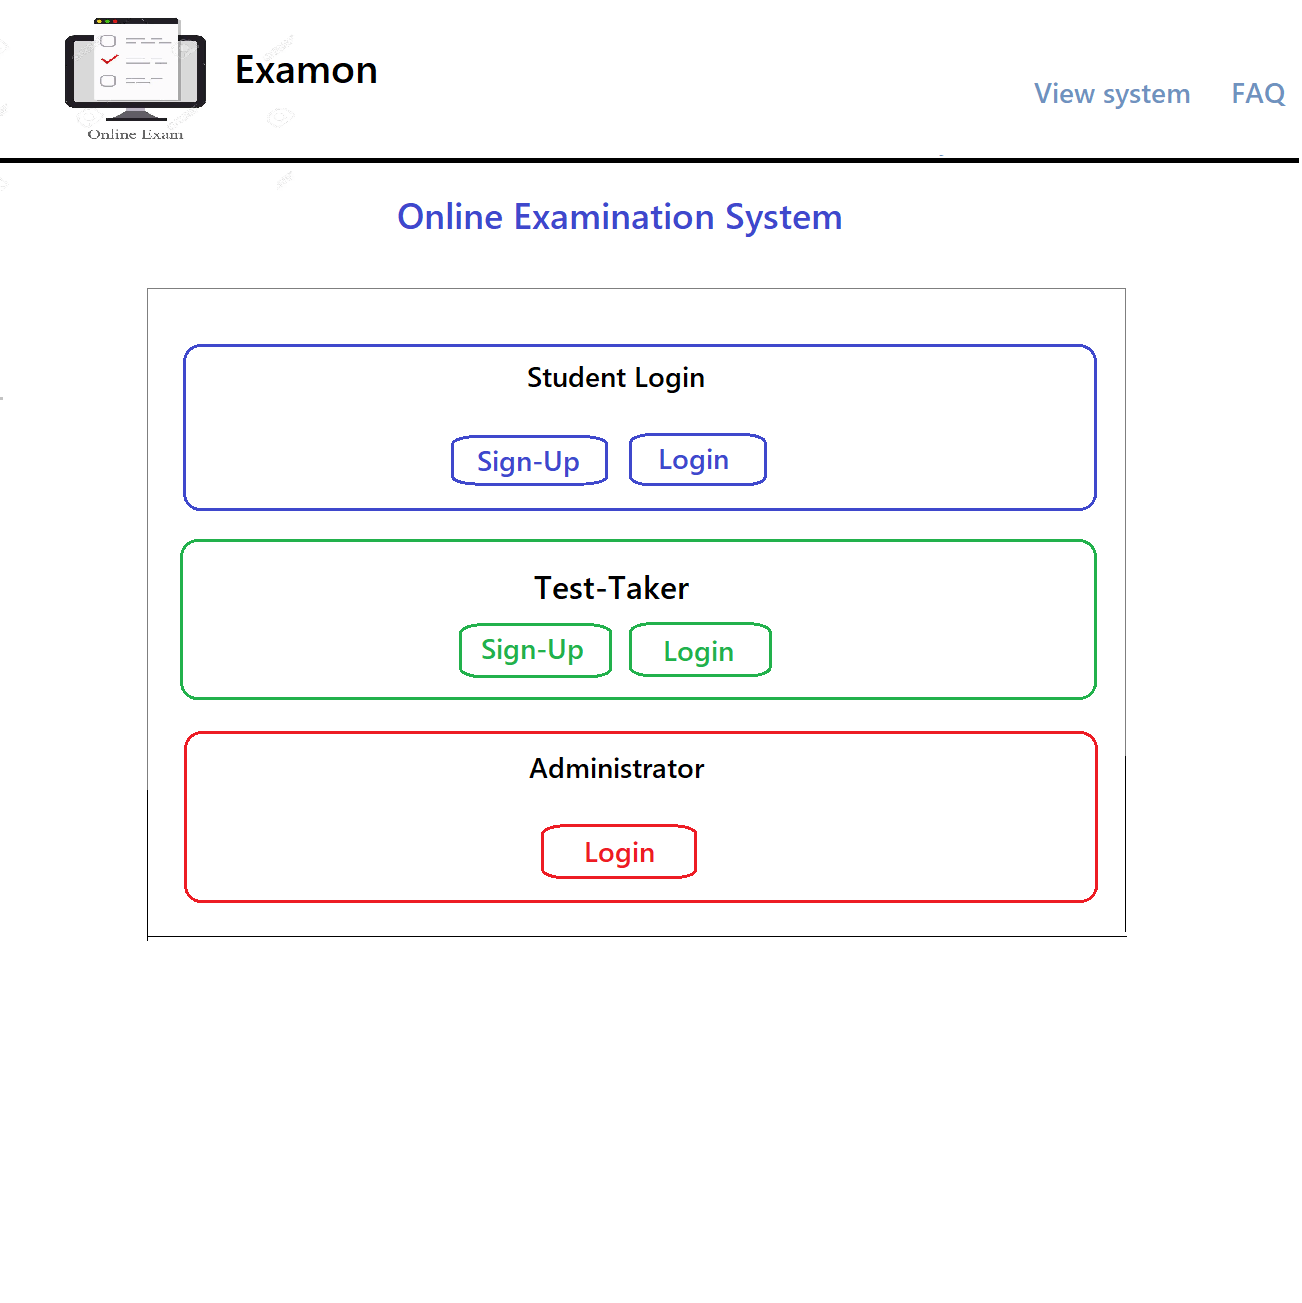 Examon
Online Exam
View system FAQ
Online Examination System
Student Login
Sign-Up Login
Test-Taker
Sign-Up Login
Administrator
Login